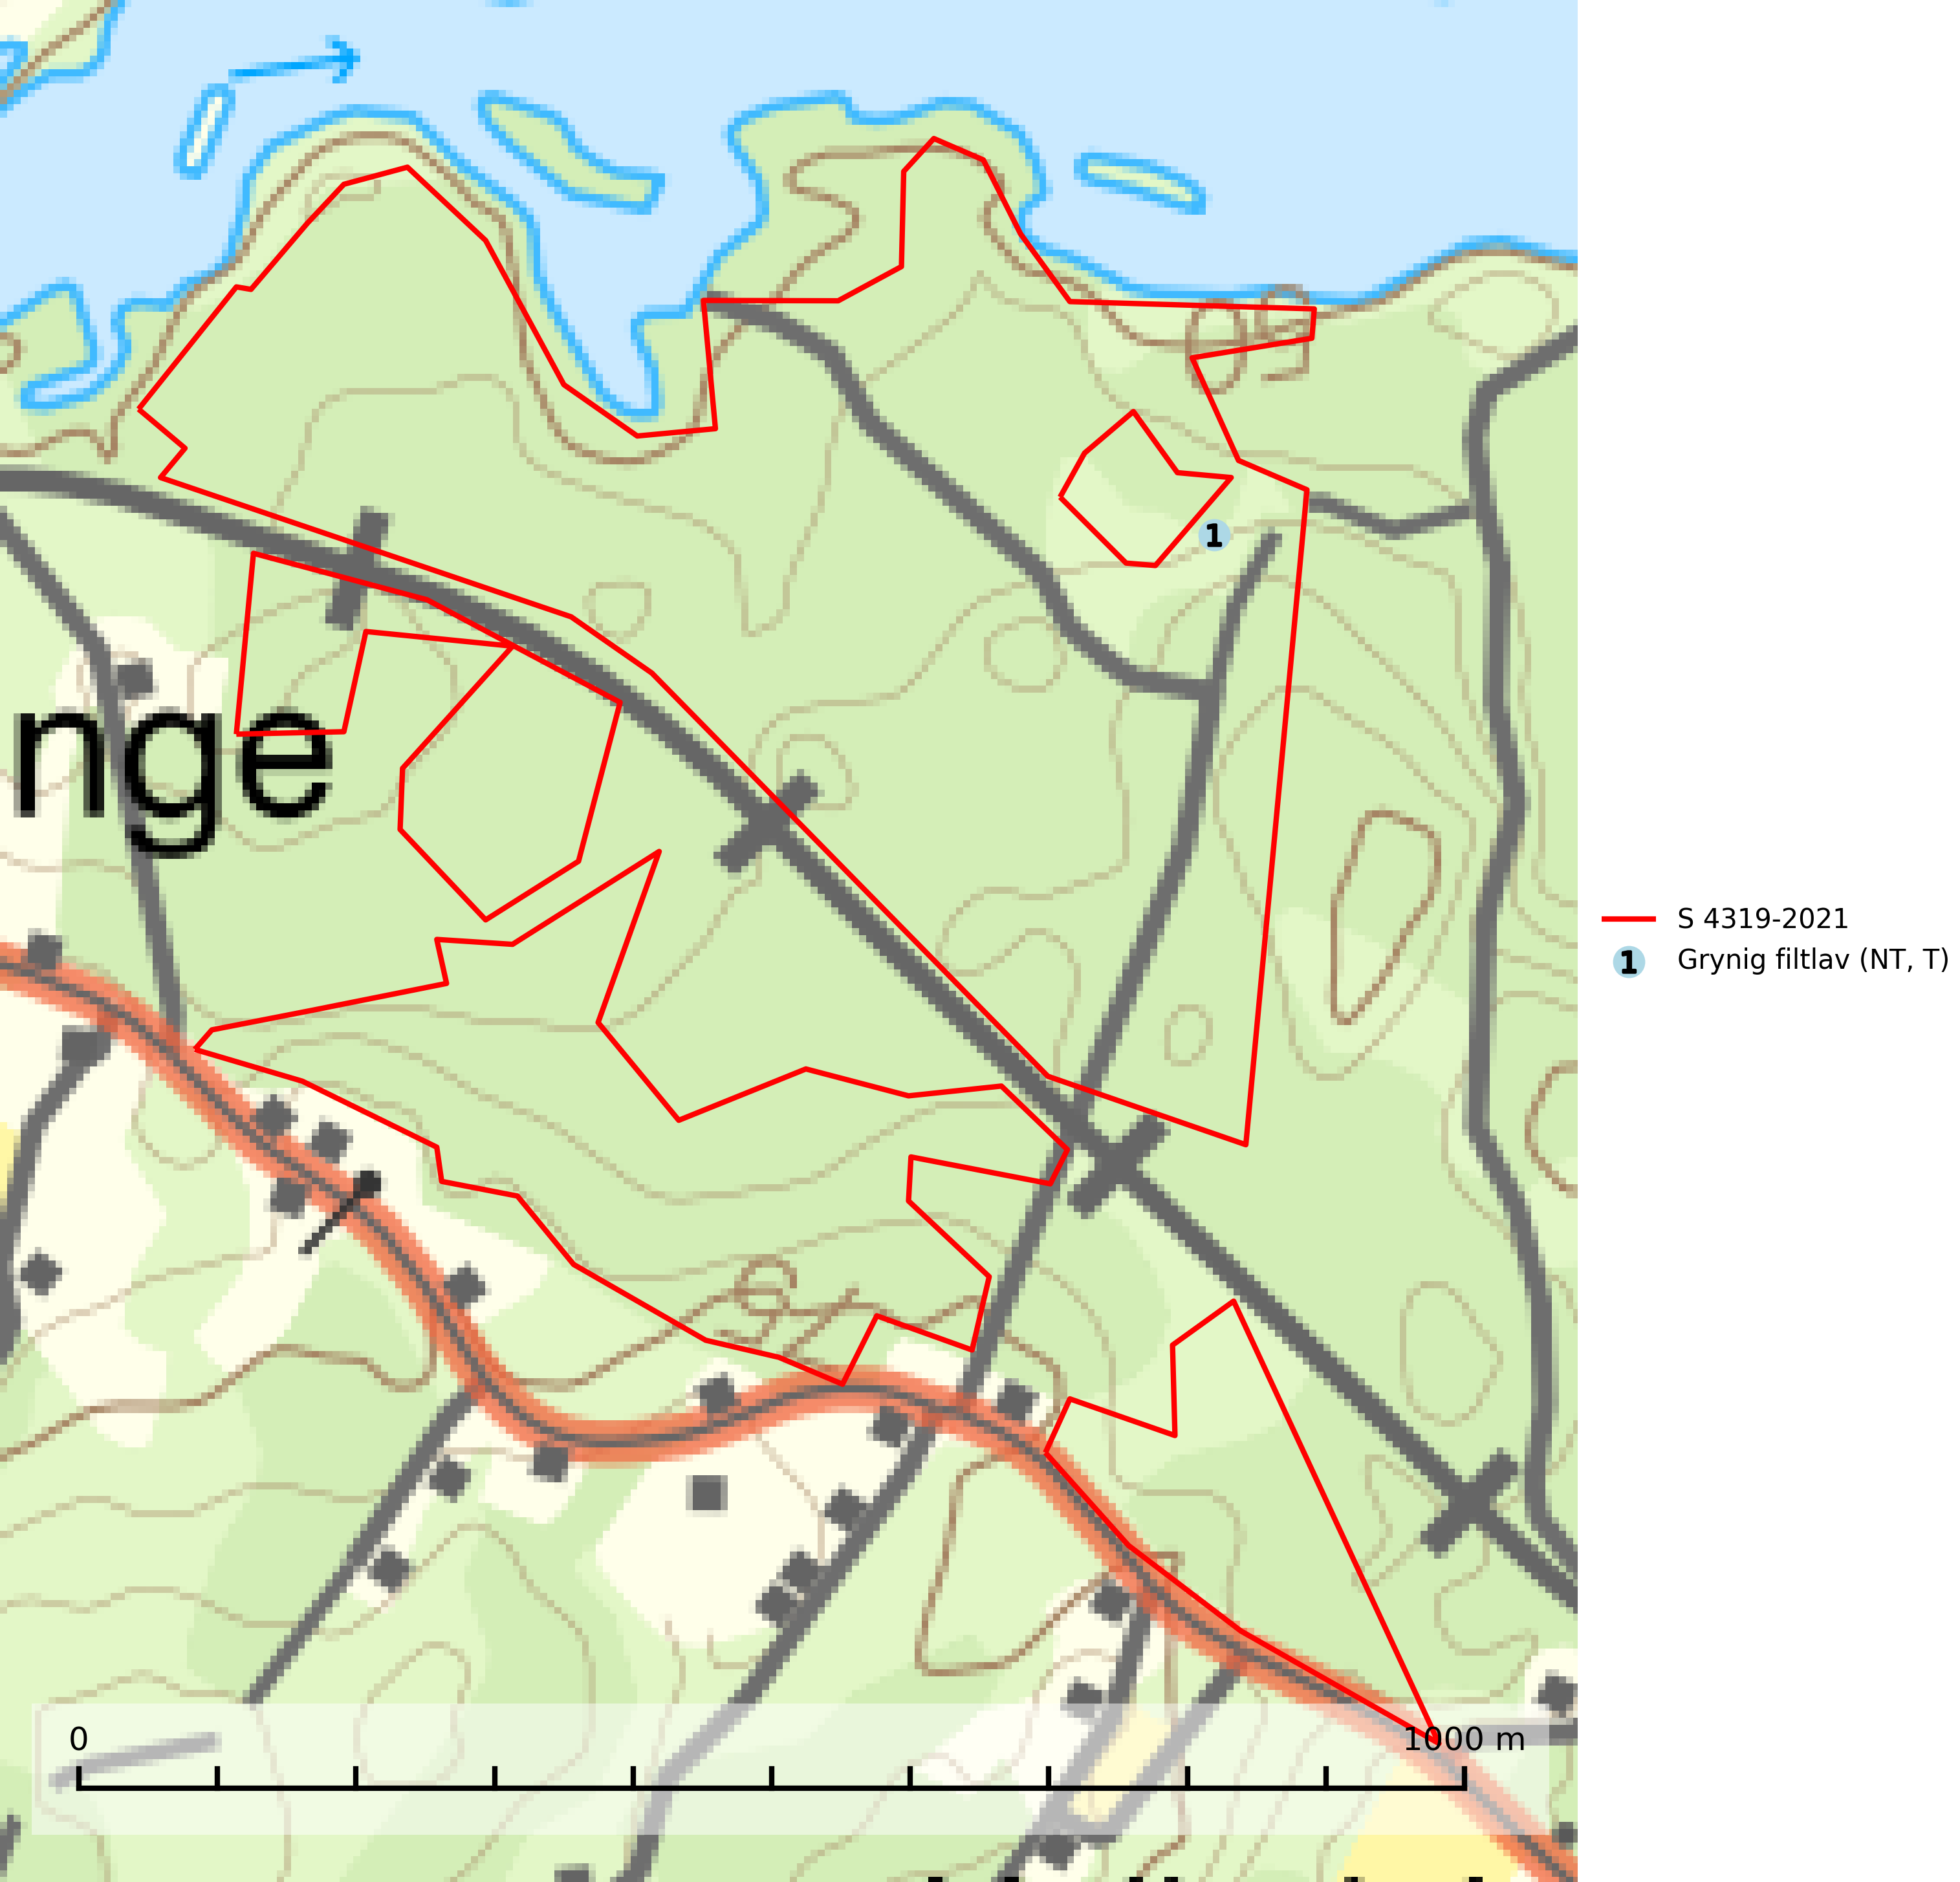 1
nge
S 4319-2021
1 Grynig filtlav (NT, T)
0 1000 m